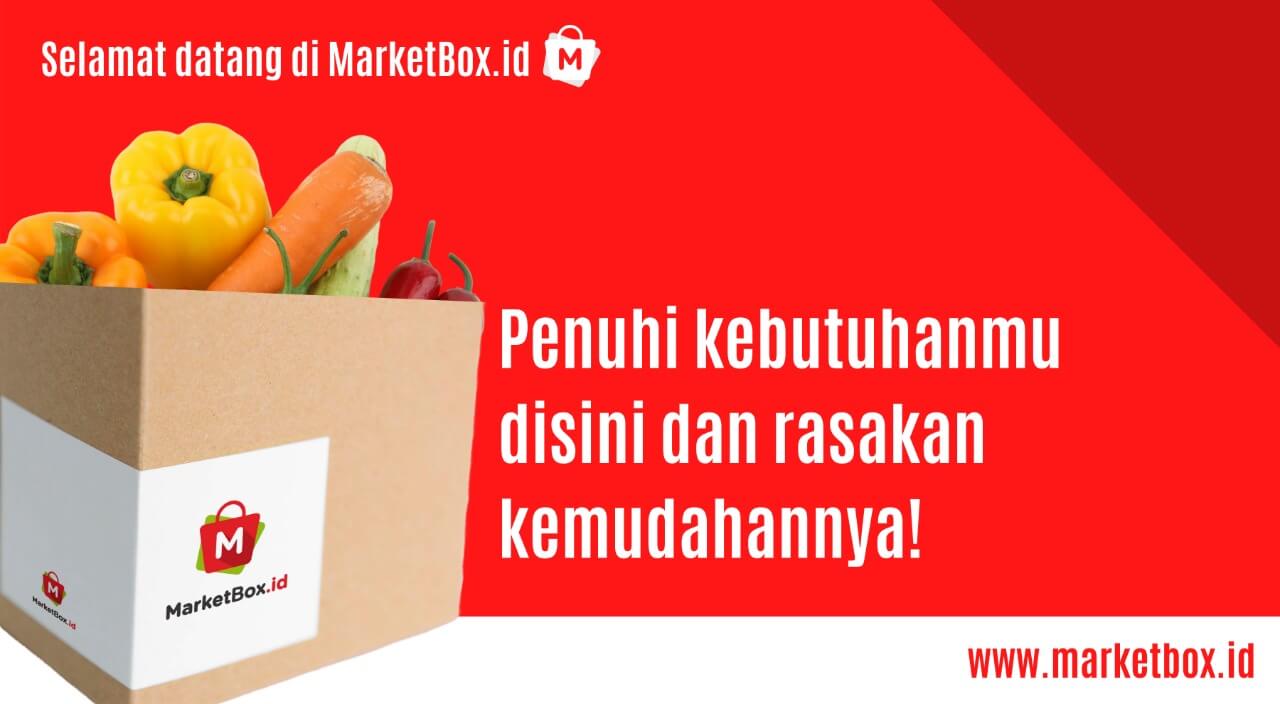 Selamat datang di MarketBox.id
M
Penuhi kebutuhanmu
disini dan rasakan
kemudahannya!
M
MarketBox.id
M
MarketBox.id
www.marketbox.id